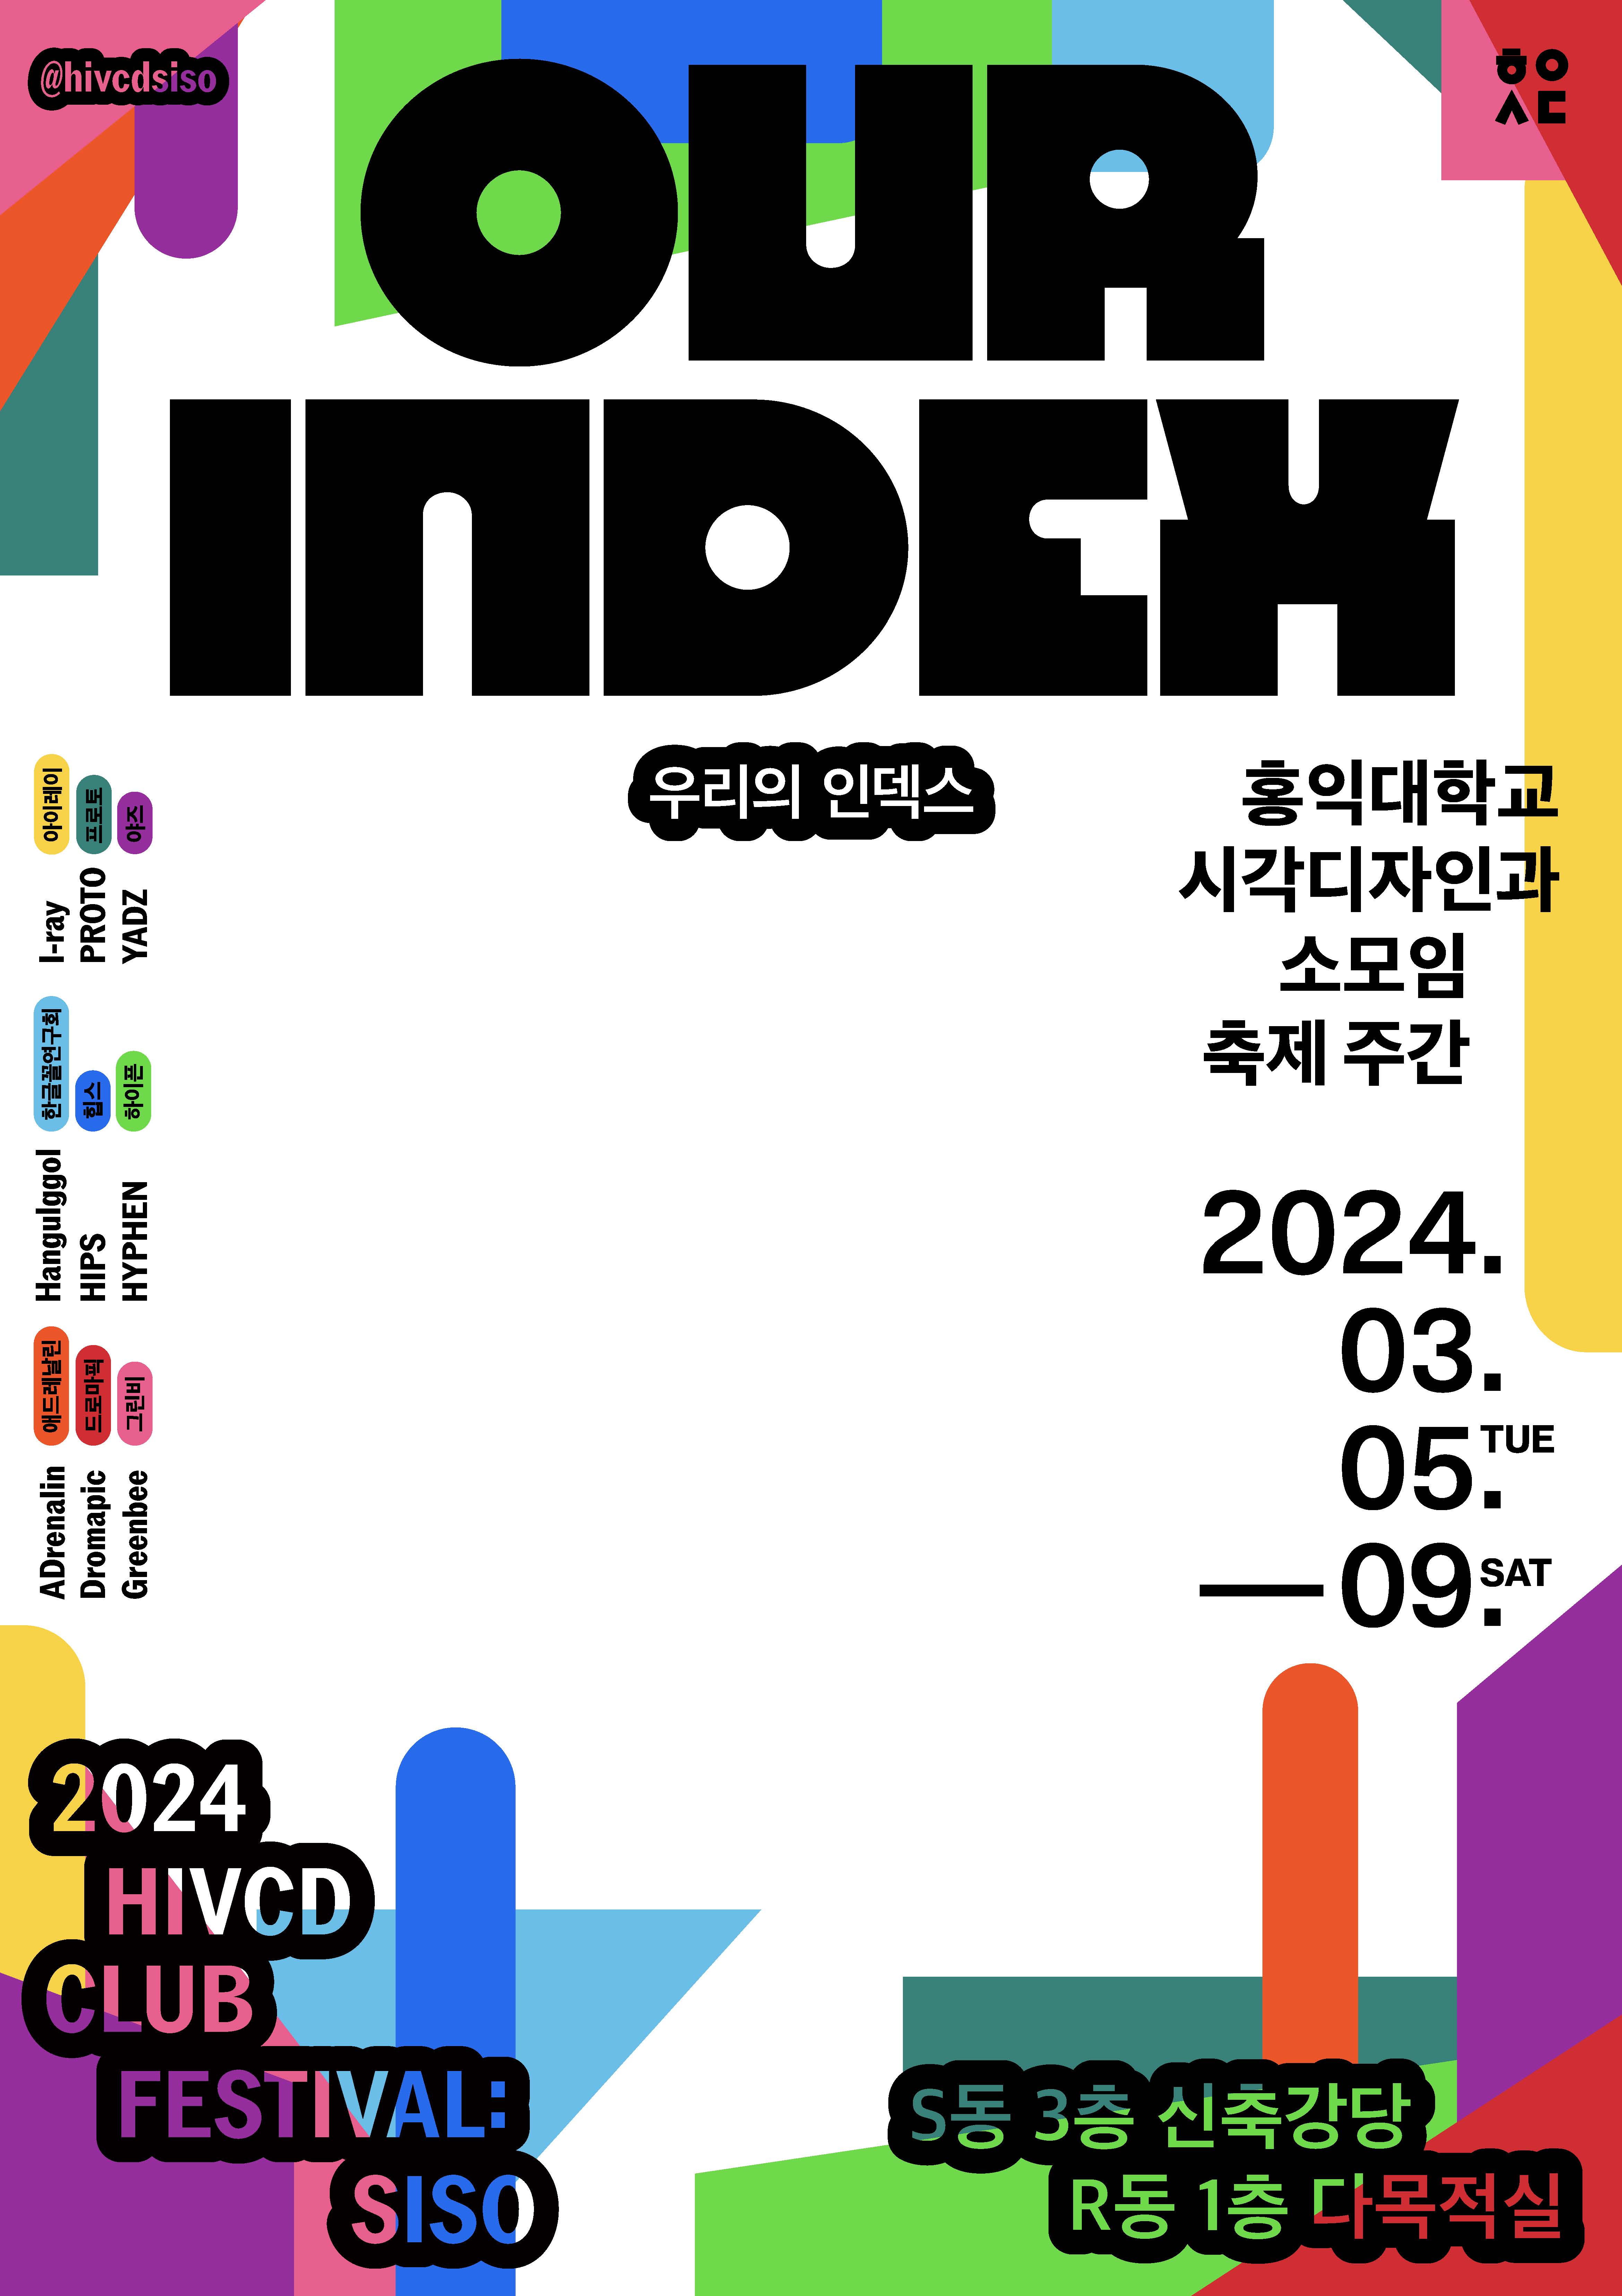 @hivcdsiso
홍익시디
OUR
INDEX
우리의 인덱스
아이레이 I-ray
프로토 PROTO
야즈 YADZ
한글꼴연구회 Hangulggol
힙스 HIPS
하이픈 HYPHEN
애드레날린 ADrenalin
드로마픽 Dromapic
그린비 Greenbee
홍익대학교
시각디자인과
소모임
축제 주간
2024.
03.
05. TUE
—09. SAT
2024
HIVCD
CLUB
FESTIVAL:
SISO
S동 3층 신축강당
R동 1층 다목적실